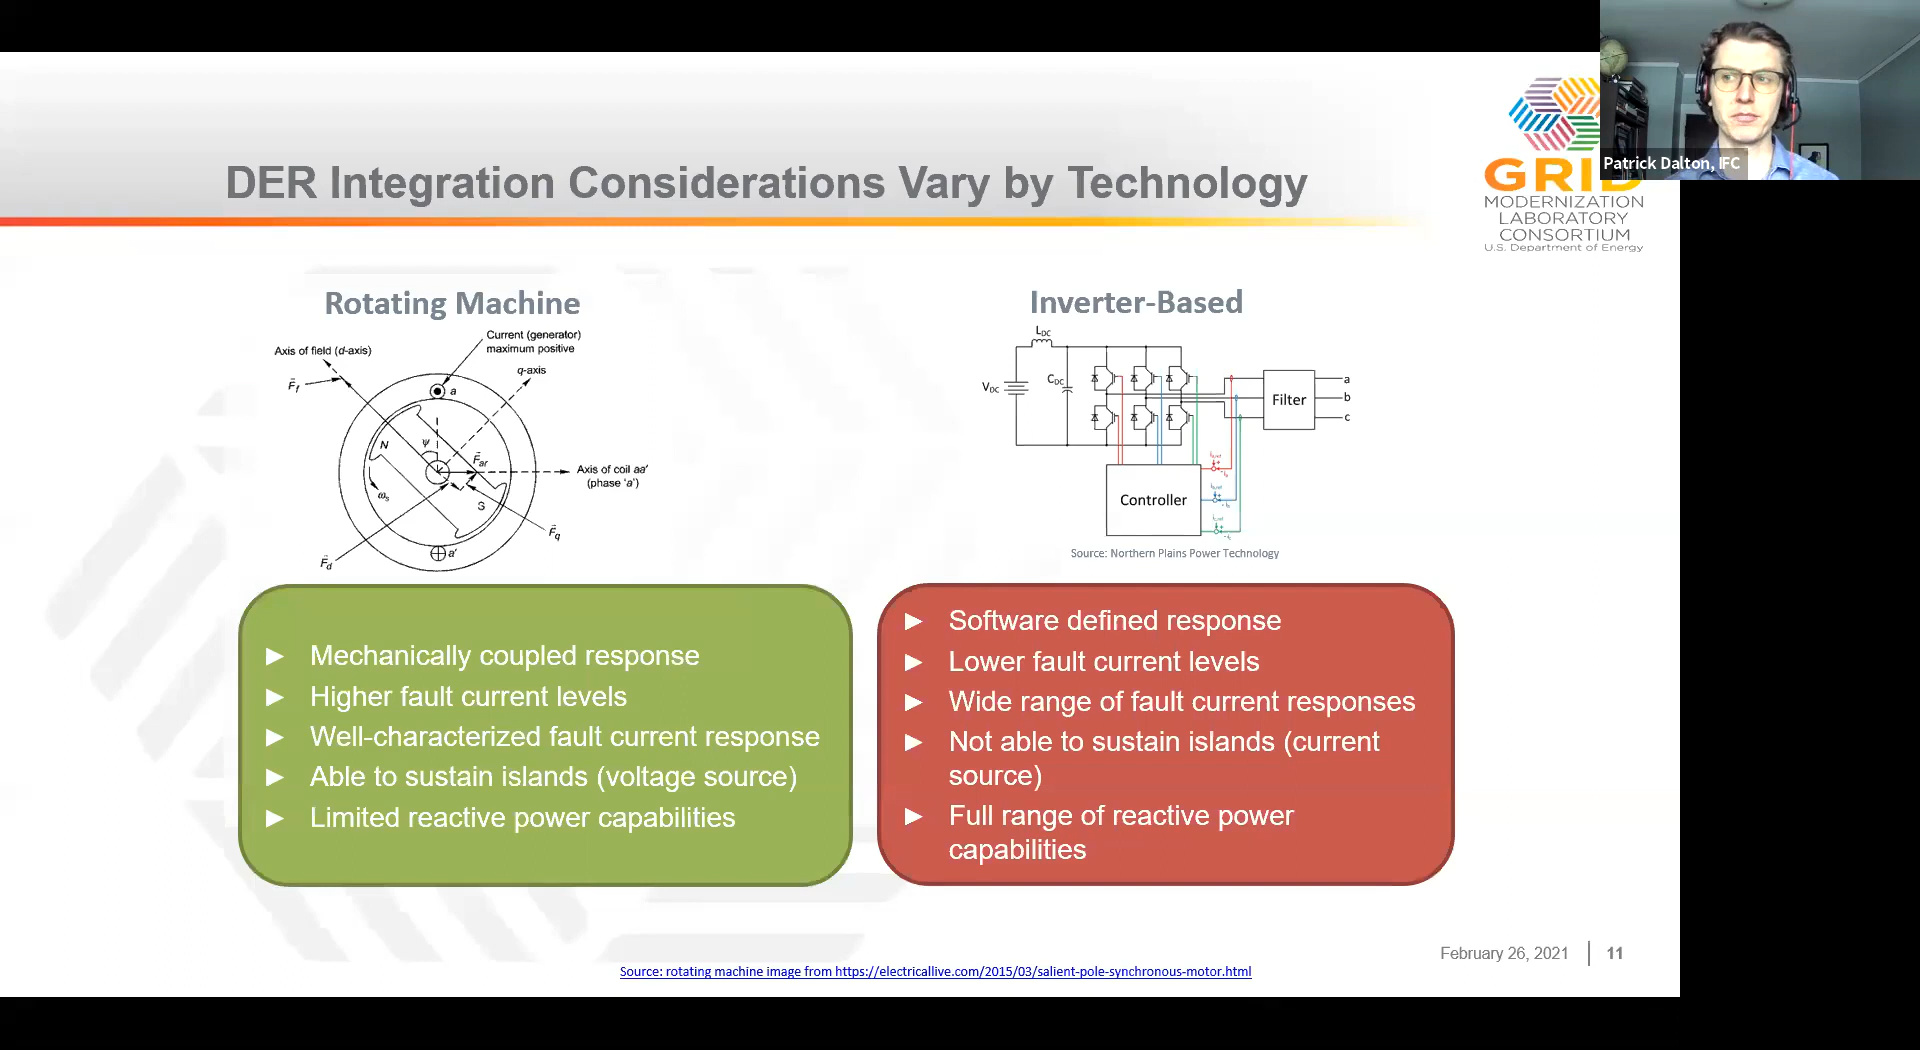 Patrick Dalton, IFC
DER Integration Considerations Vary by Technology
GRID
MODERNIZATION
LABORATORY
CONSORTIUM
U.S. Department of Energy
Rotating Machine
Current (generator)
maximum positive
Axis of field (d-axis)
q-axis
F̄f
a
N
ψ
F̄ar
Axis of coil aa'
(phase 'a')
ωs
S
F̄q
a'
F̄d
Inverter-Based
LDC
VDC
CDC
Filter
a
b
c
Controller
Source: Northern Plains Power Technology
► Mechanically coupled response
► Higher fault current levels
► Well-characterized fault current response
► Able to sustain islands (voltage source)
► Limited reactive power capabilities
► Software defined response
► Lower fault current levels
► Wide range of fault current responses
► Not able to sustain islands (current
source)
► Full range of reactive power
capabilities
February 26, 2021 | 11
Source: rotating machine image from https://electricallive.com/2015/03/salient-pole-synchronous-motor.html